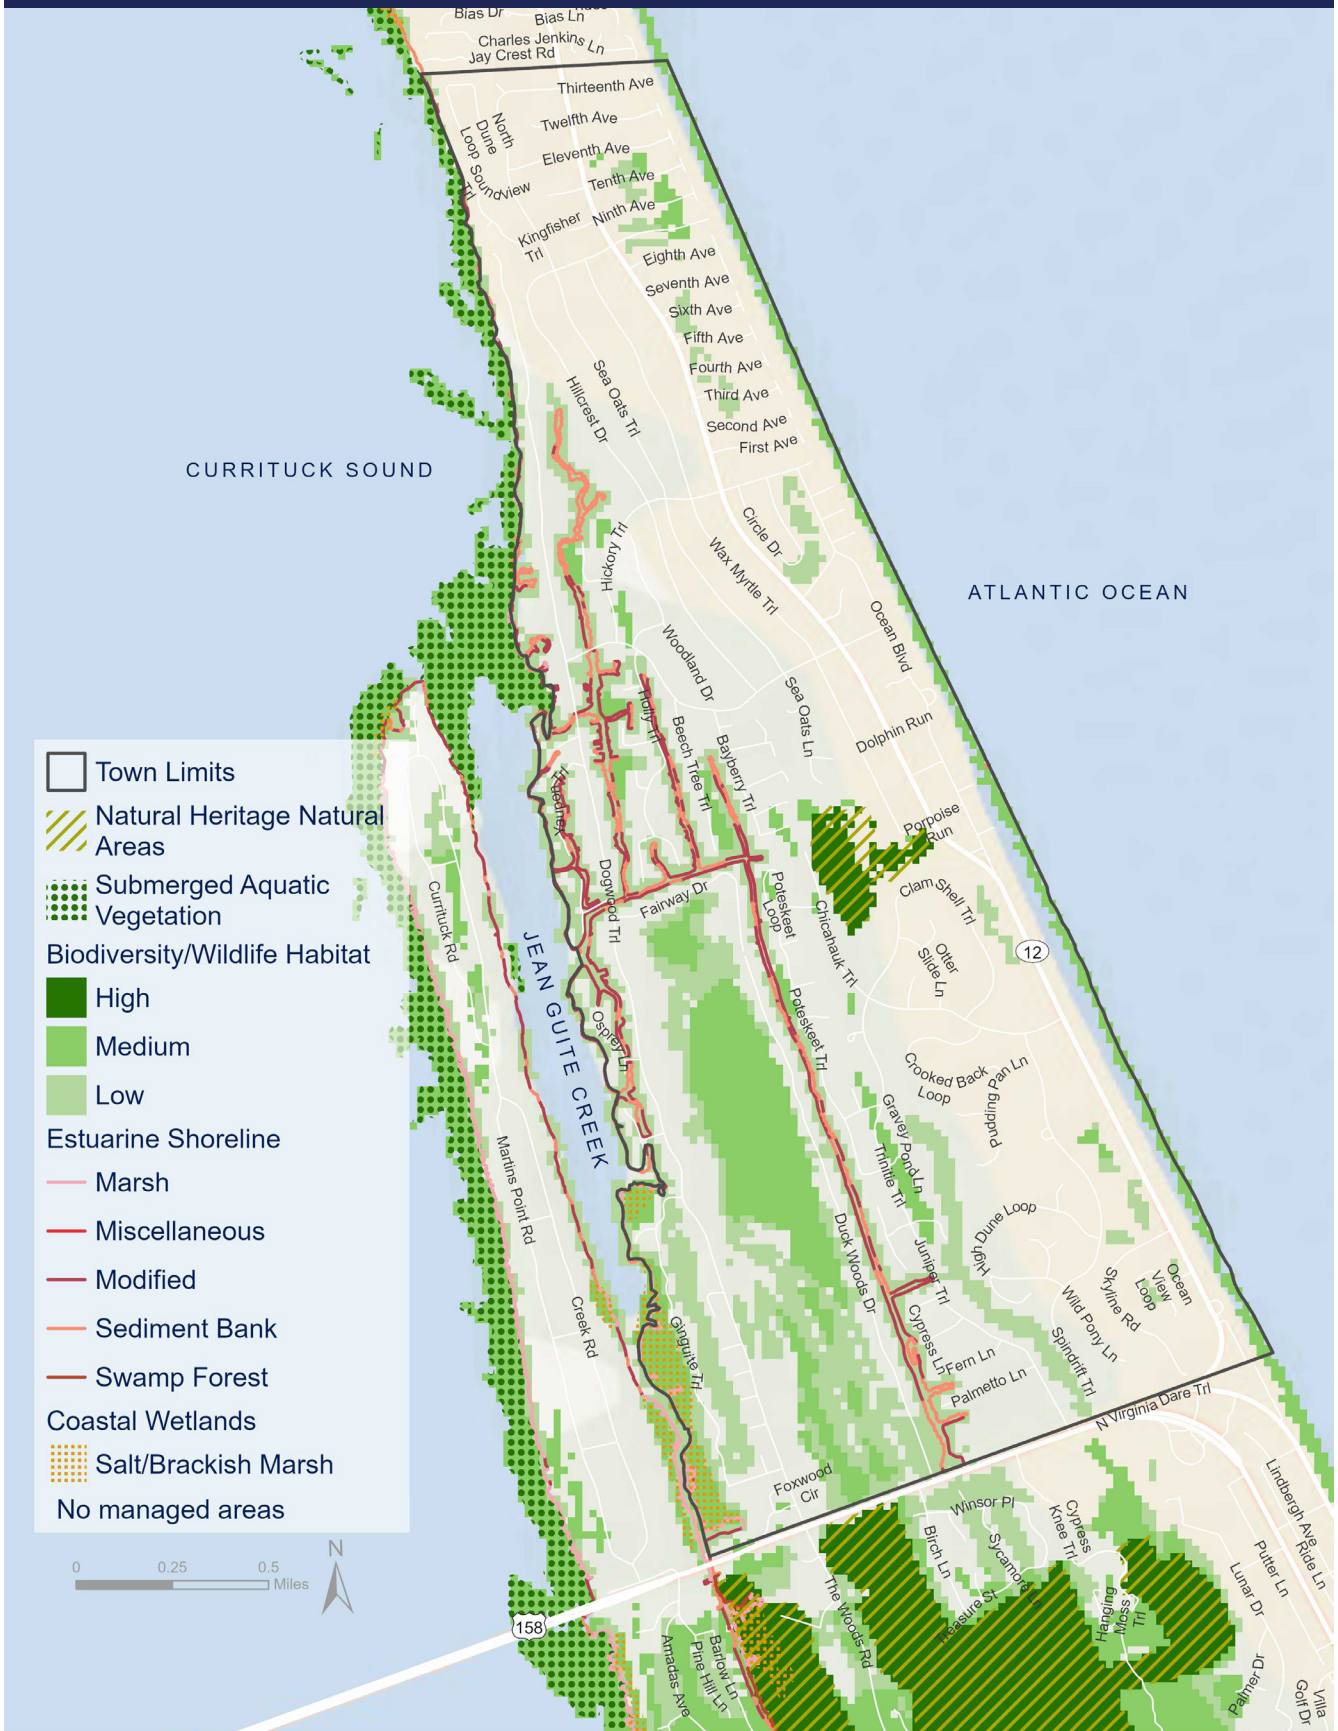 Bias Dr
Bias Ln
Charles Jenkins Ln
Jay Crest Rd
Thirteenth Ave
North
Dune
Loop
Trl
Twelfth Ave
Eleventh Ave
Soundview
Tenth Ave
Ninth Ave
Kingfisher
Trl
Eighth Ave
Seventh Ave
Sixth Ave
Fifth Ave
Fourth Ave
Third Ave
Second Ave
First Ave
Sea Oats Trl
Hillcrest Dr
CURRITUCK SOUND
Circle Dr
Hickory Trl
Wax Myrtle Trl
ATLANTIC OCEAN
Ocean Blvd
Woodland Dr
Sea Oats Ln
Holly Trl
Beech Tree Trl
Bayberry Trl
Dolphin Run
Porpoise
Run
Dogwood Trl
Fairway Dr
Poteskeet
Loop
Chicahauk Trl
Clam Shell Trl
12
Otter
Slide Ln
Currituck Rd
JEAN GUITE CREEK
Osprey Ln
Poteskeet Trl
Crooked Back
Loop
Pudding Pan Ln
Gravey Pond Ln
Trinitie Trl
Martins Point Rd
Duck Woods Dr
High Dune Loop
Juniper Trl
Ocean
View
Loop
Skyline Rd
Wild Pony Ln
Spindrift Trl
Creek Rd
Ginguite Trl
Cypress Ln
Fern Ln
Palmetto Ln
N Virginia Dare Trl
Foxwood
Cir
Winsor Pl
Birch Ln
Sycamore Ln
Cypress
Knee Trl
Lindbergh Ave
Ride Ln
Putter Ln
Lunar Dr
Treasure St
Hanging
Moss
Trl
The Woods Rd
158
Amadas Ave
Pine Hill Ln
Barlow Ln
Palmer Dr
Villa
Golf Dr
Town Limits
Natural Heritage Natural
Areas
Submerged Aquatic
Vegetation
Biodiversity/Wildlife Habitat
High
Medium
Low
Estuarine Shoreline
Marsh
Miscellaneous
Modified
Sediment Bank
Swamp Forest
Coastal Wetlands
Salt/Brackish Marsh
No managed areas
0 0.25 0.5
Miles
N